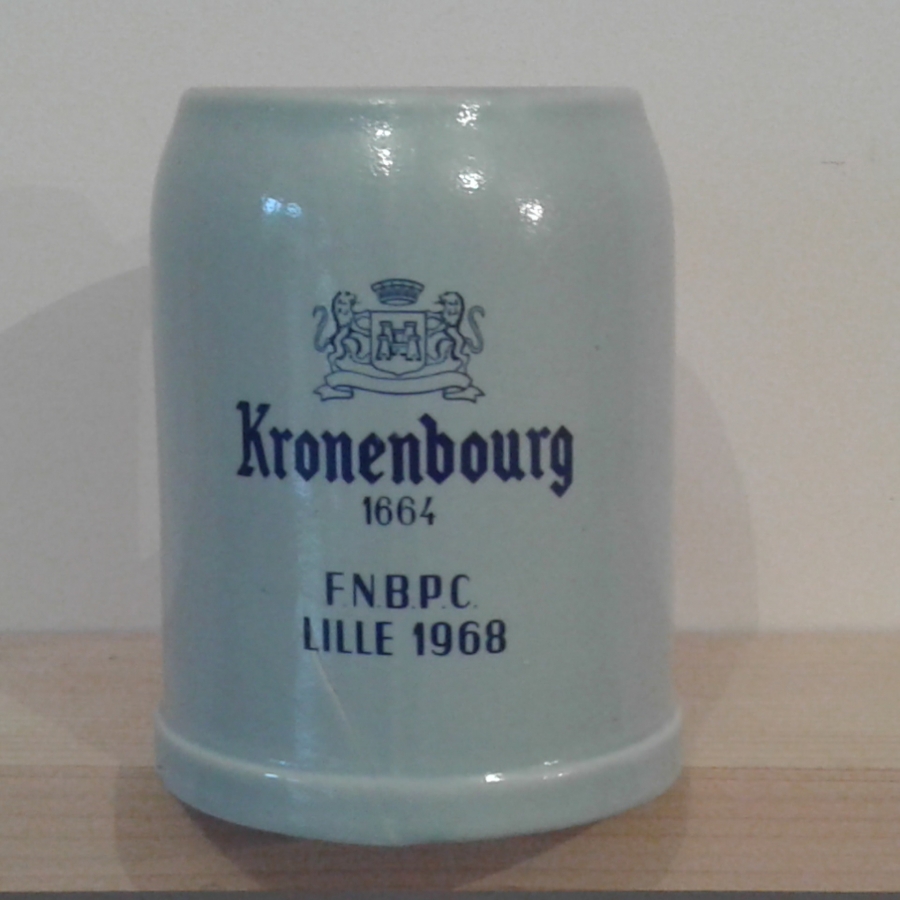 Kronenbourg
1664
F.N.B.P.C.
LILLE 1968